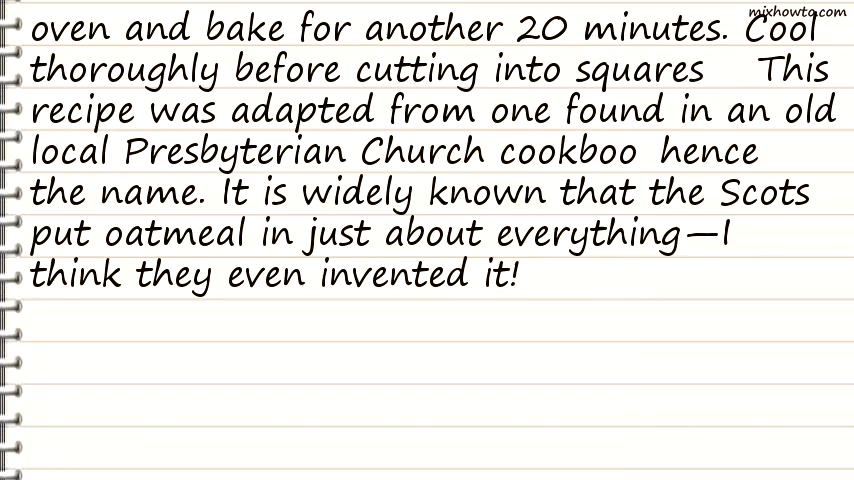 mixhowto.com
oven and bake for another 20 minutes. Cool
thoroughly before cutting into squares This
recipe was adapted from one found in an old
local Presbyterian Church cookboo hence
the name. It is widely known that the Scots
put oatmeal in just about everything—I
think they even invented it!